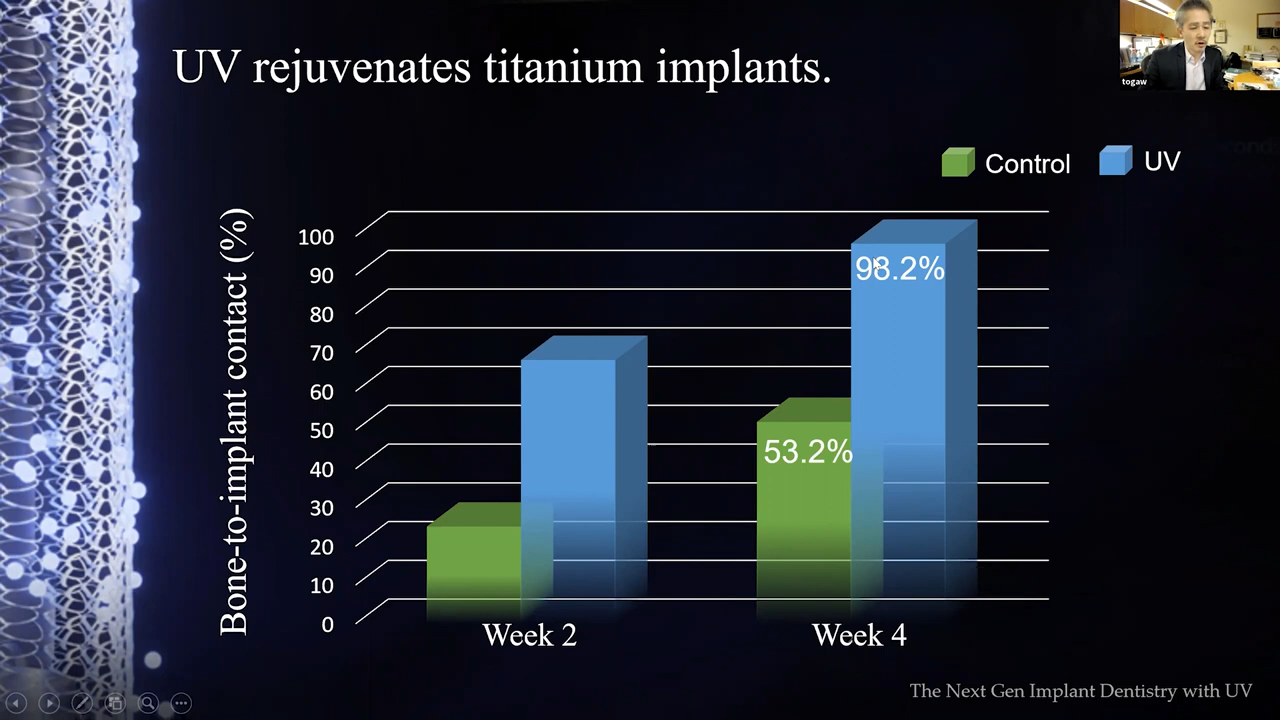 UV rejuvenates titanium implants.
togaw
Control
UV
Bone-to-implant contact (%)
100
90
80
70
60
50
40
30
20
10
0
98.2%
53.2%
Week 2
Week 4
The Next Gen Implant Dentistry with UV